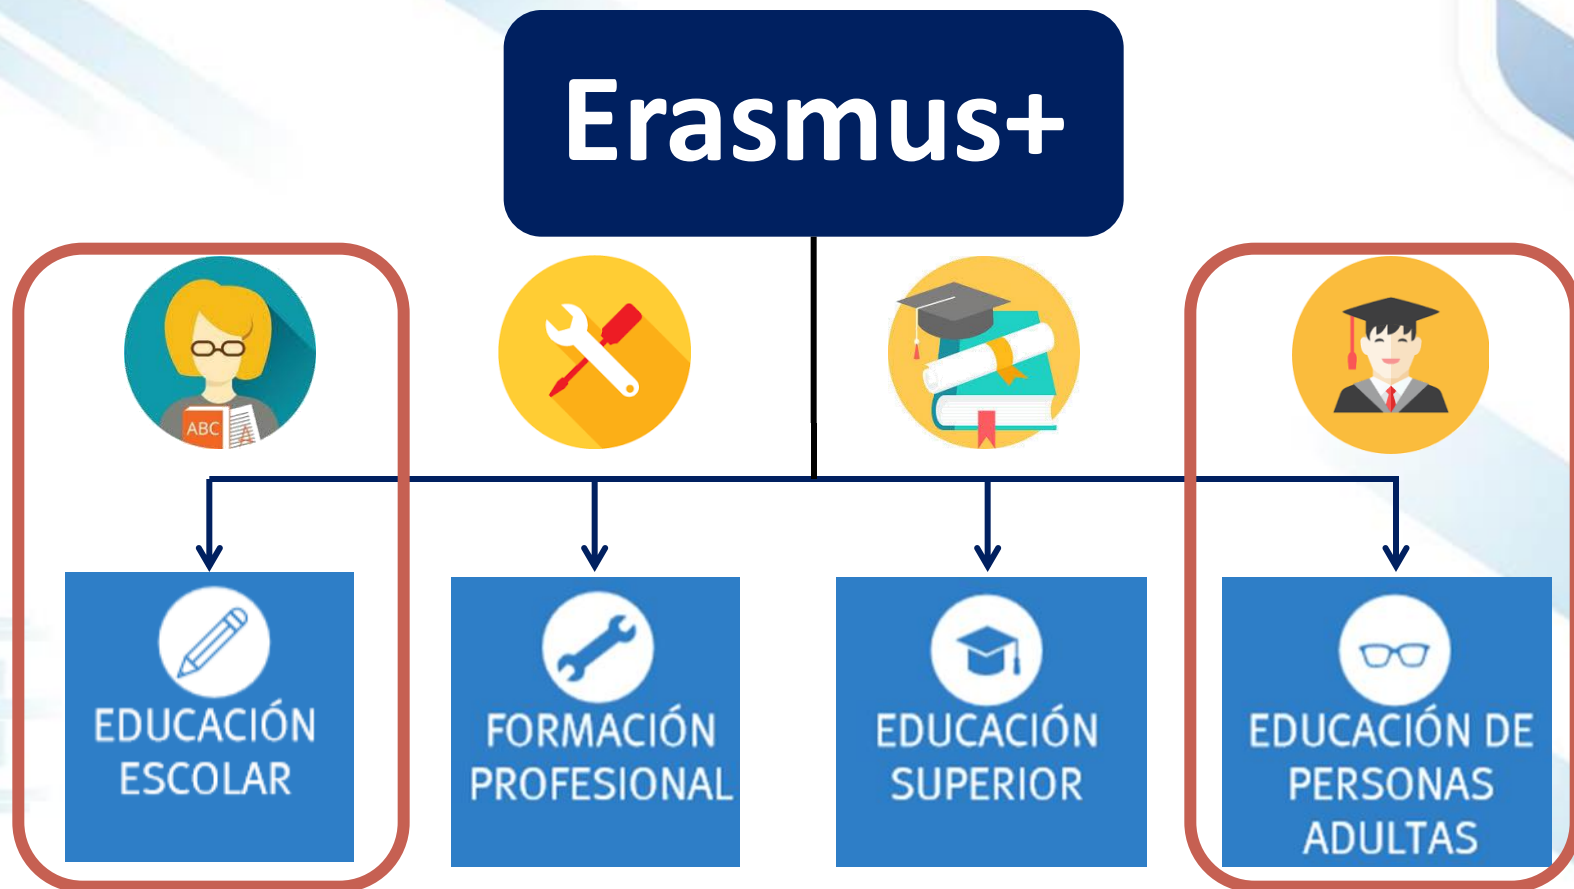 Erasmus+
ABC
A
EDUCACIÓN
ESCOLAR
FORMACIÓN
PROFESIONAL
EDUCACIÓN
SUPERIOR
EDUCACIÓN DE
PERSONAS
ADULTAS